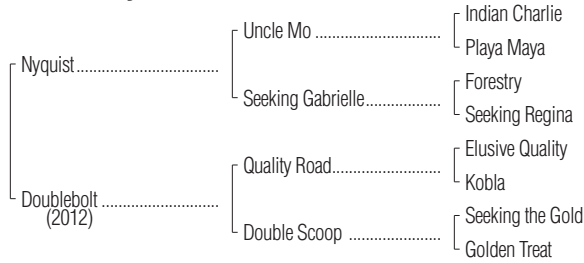 Indian Charlie
Uncle Mo ..............................
Playa Maya
Nyquist ..................................
Forestry
Seeking Gabrielle..................
Seeking Regina
Elusive Quality
Quality Road..........................
Kobla
Doublebolt ............................
(2012)
Seeking the Gold
Double Scoop ......................
Golden Treat